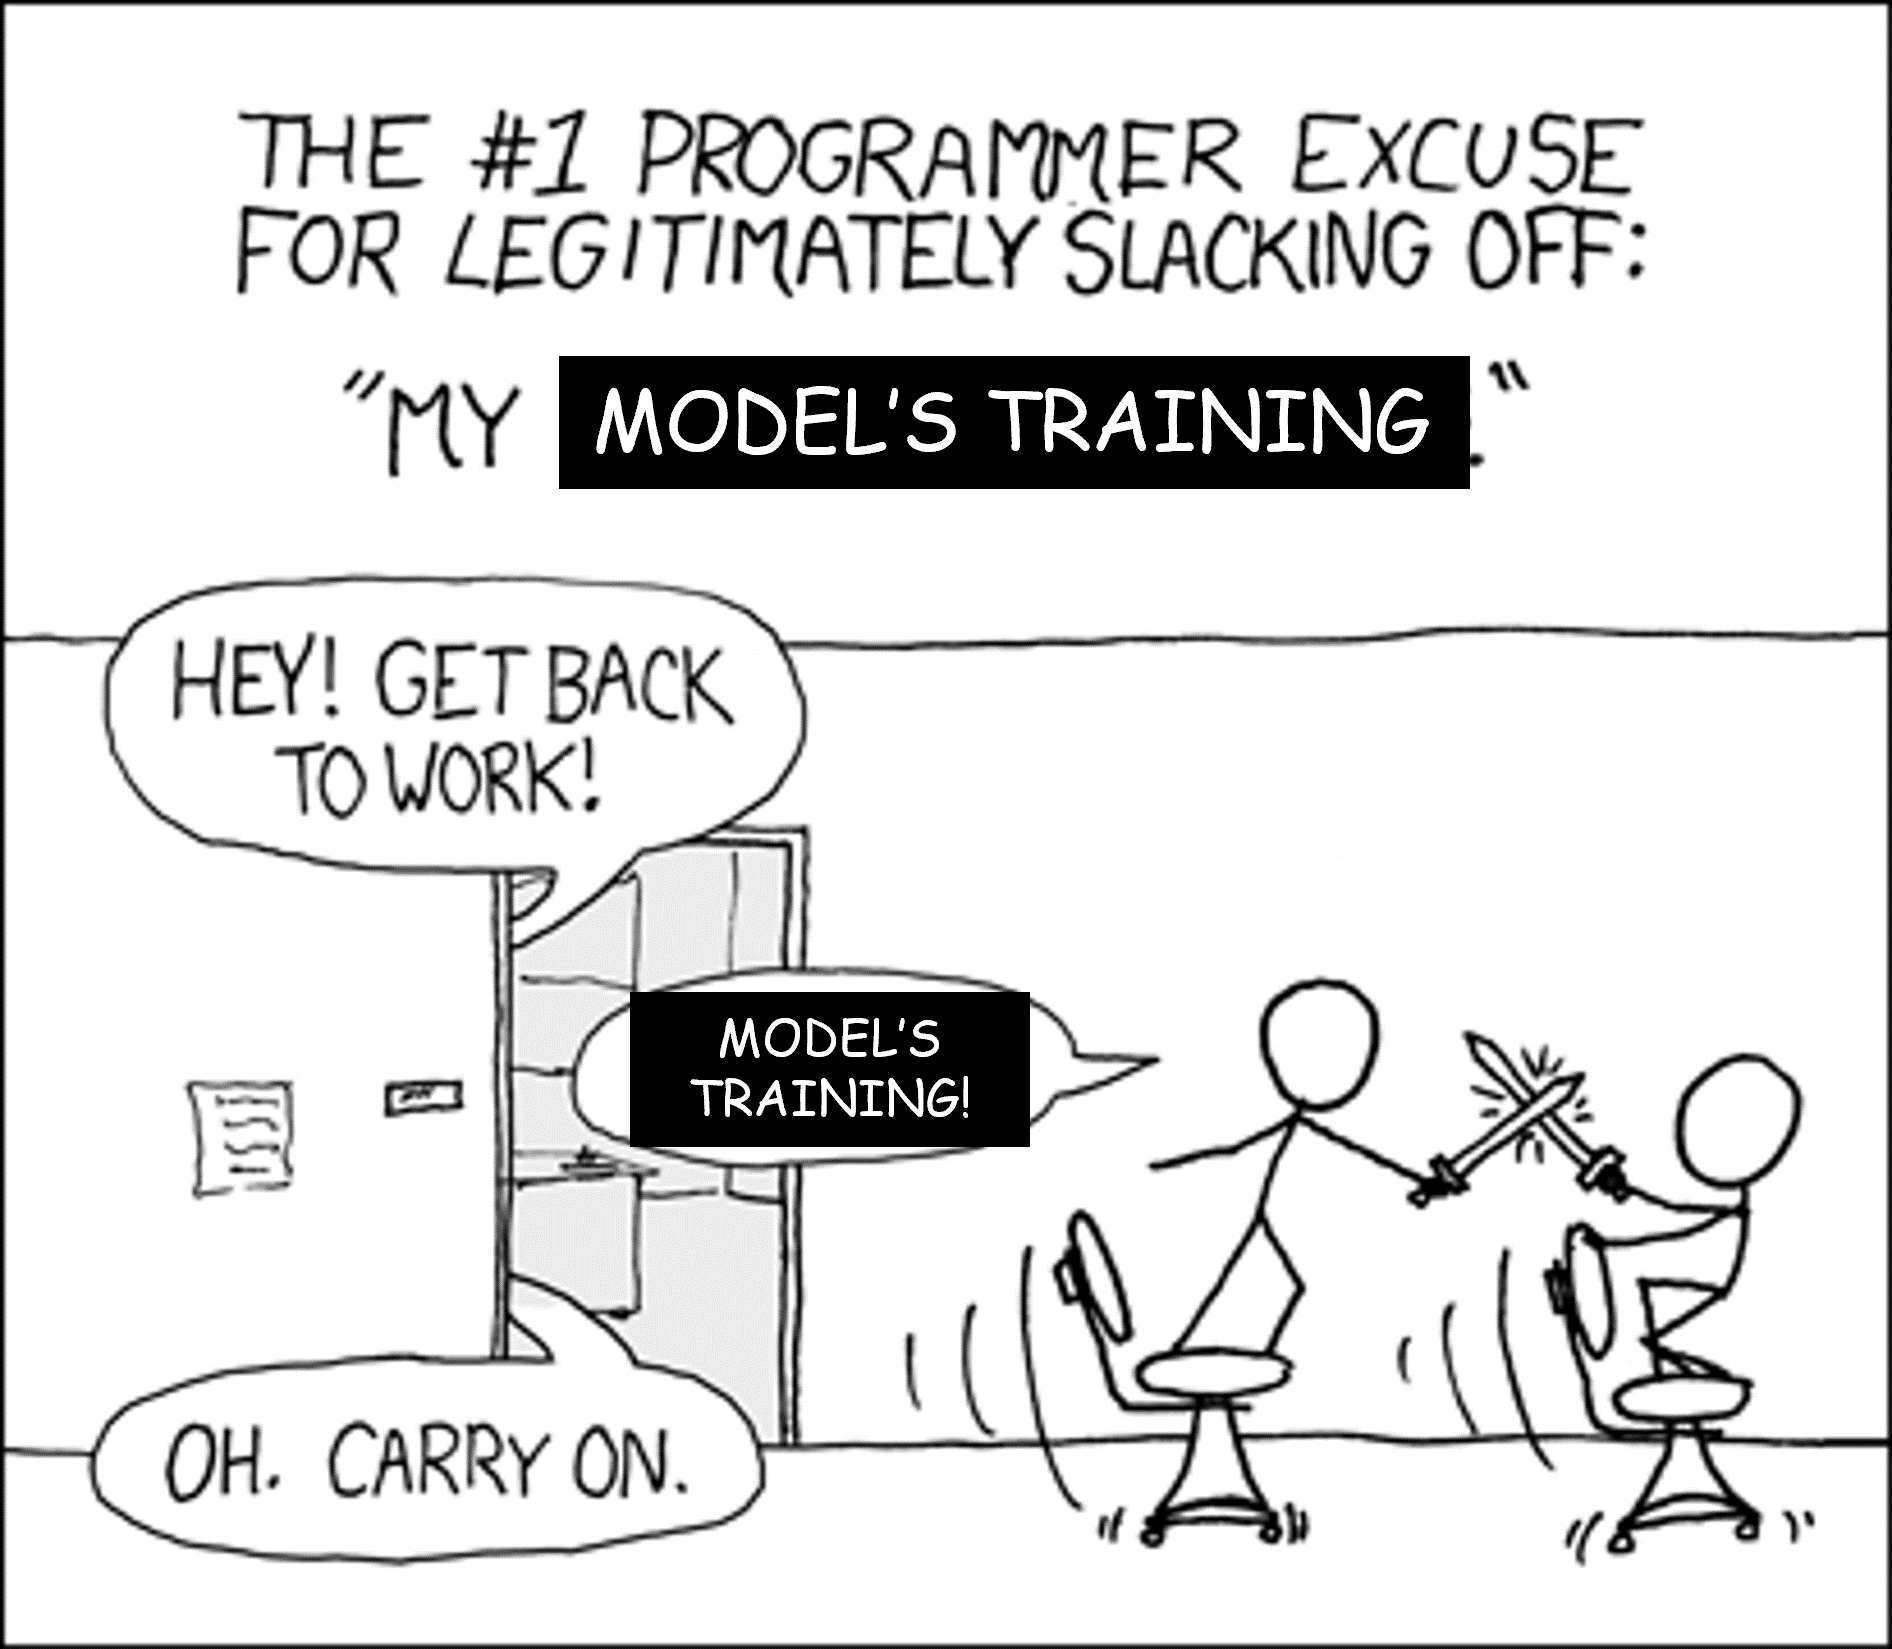 THE #1 PROGRAMMER EXCUSE
FOR LEGITIMATELY SLACKING OFF:
"MY MODEL'S TRAINING."
HEY! GET BACK
TO WORK!
MODEL'S
TRAINING!
OH. CARRY ON.